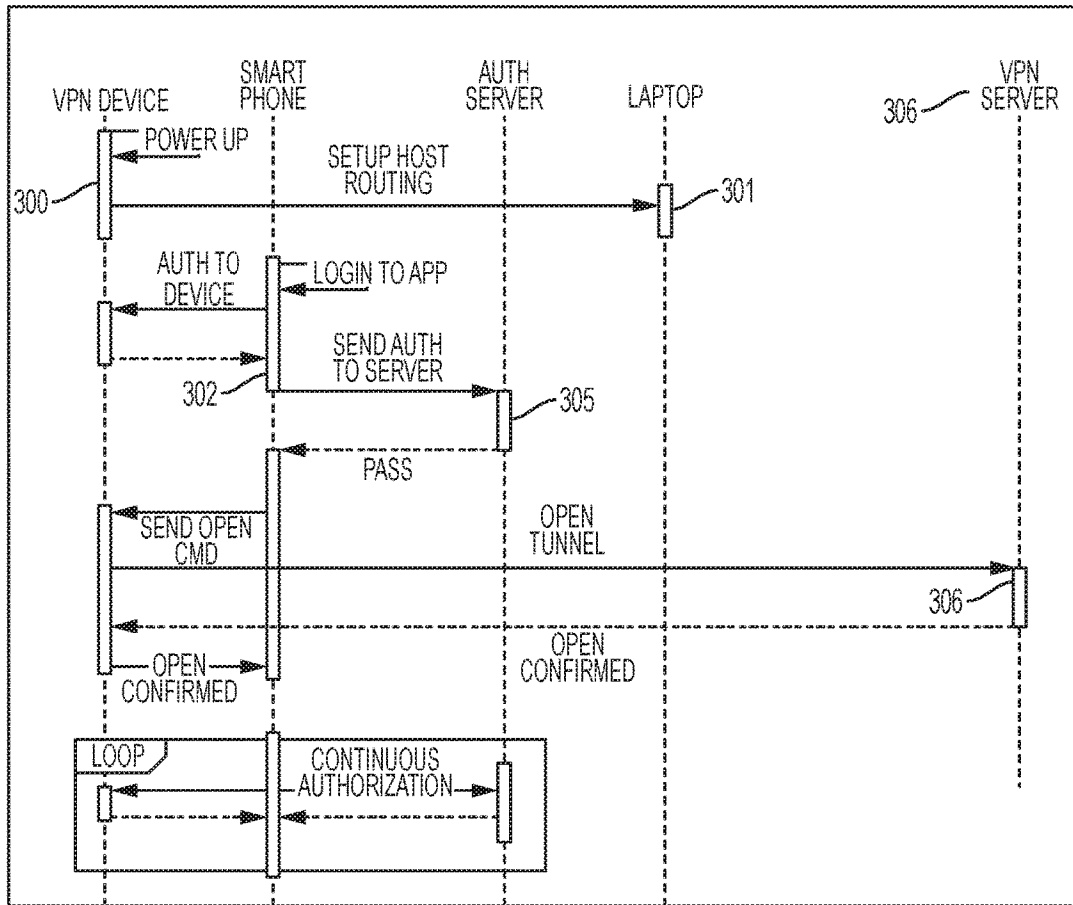 VPN DEVICE
SMART
PHONE
AUTH
SERVER
LAPTOP
306
VPN
SERVER
POWER UP
300
SETUP HOST
ROUTING
301
LOGIN TO APP
AUTH TO
DEVICE
302
SEND AUTH
TO SERVER
305
PASS
SEND OPEN
CMD
OPEN
TUNNEL
306
OPEN
CONFIRMED
OPEN
CONFIRMED
LOOP
CONTINUOUS
AUTHORIZATION